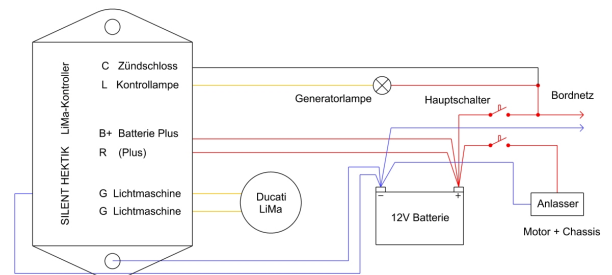 SILENT HEKTIK LiMa-Kontroller
C Zündschloss
L Kontrollampe
B+ Batterie Plus
R (Plus)
G Lichtmaschine
G Lichtmaschine
Generatorlampe
Hauptschalter
Bordnetz
Ducati
LiMa
– +
12V Batterie
Anlasser
Motor + Chassis